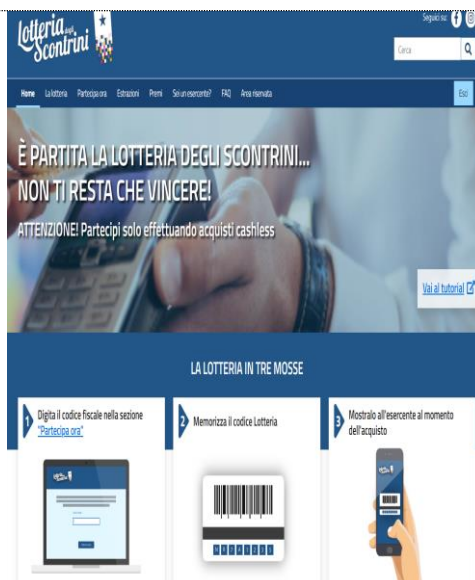 Lotteria degli
Scontrini
Seguici su:
Cerca
Home La lotteria Partecipa ora Estrazioni Premi Sei un esercente? FAQ Area riservata Esci
È PARTITA LA LOTTERIA DEGLI SCONTRINI...
NON TI RESTA CHE VINCERE!
ATTENZIONE! Partecipi solo effettuando acquisti cashless
Vai al tutorial
LA LOTTERIA IN TRE MOSSE
1 Digita il codice fiscale nella sezione
"Partecipa ora"
2 Memorizza il codice Lotteria
3 Mostralo all'esercente al momento
dell'acquisto